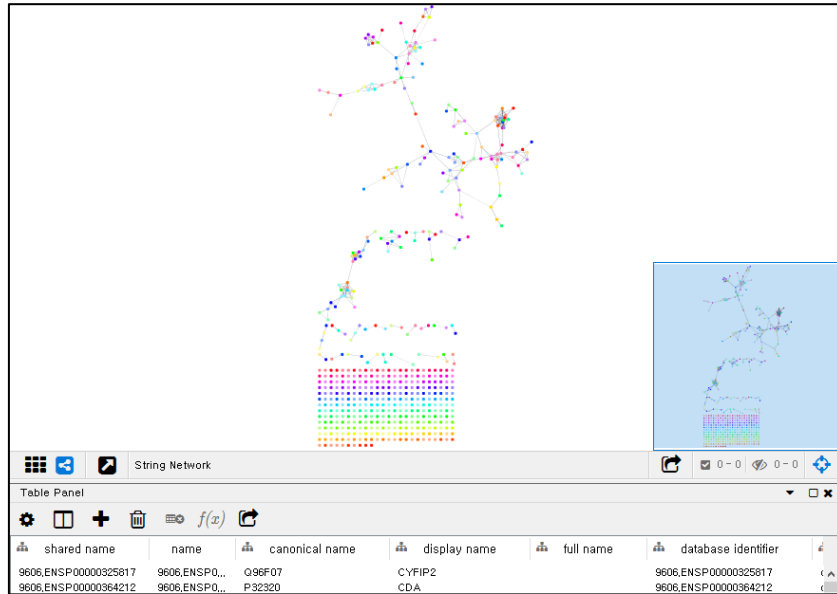 String Network
0 - 0
0 - 0
Table Panel
f(x)
shared name name canonical name display name full name database identifier
9606.ENSP00000325817 9606.ENSP0... Q96F07 CYFIP2 9606.ENSP00000325817
9606.ENSP00000364212 9606.ENSP0... P32320 CDA 9606.ENSP00000364212